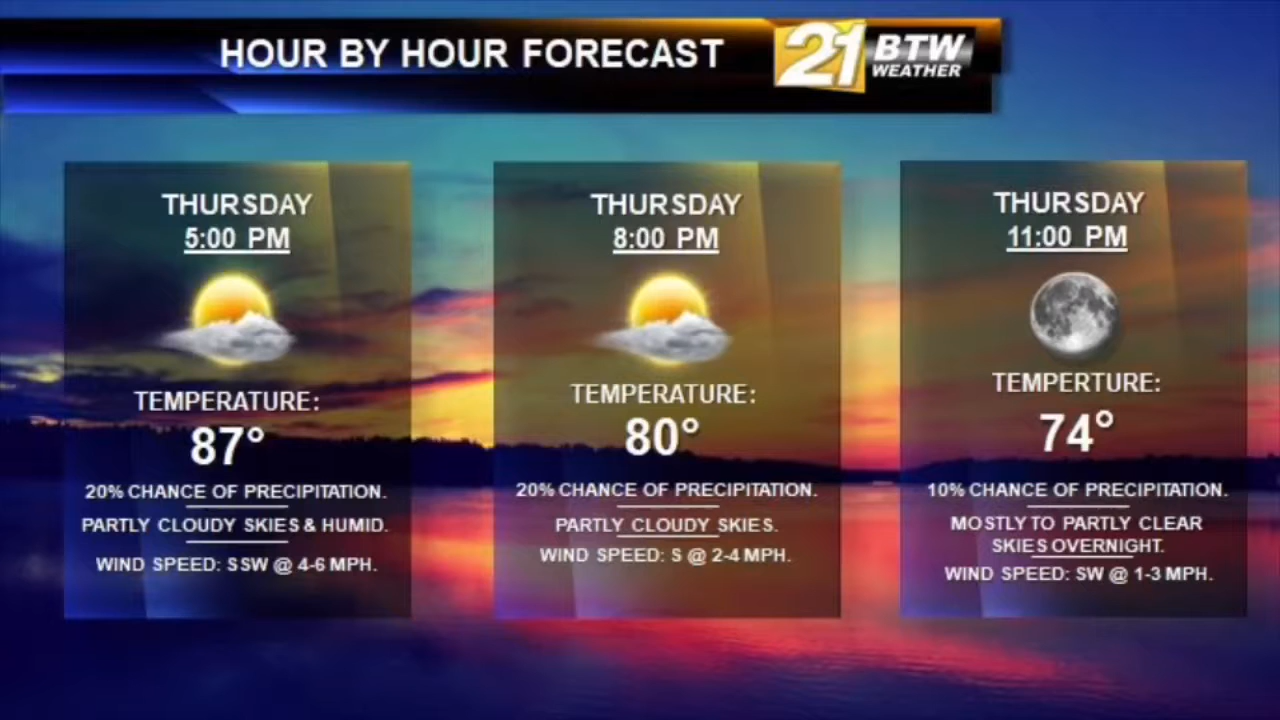 HOUR BY HOUR FORECAST
21 BTW
WEATHER
THURSDAY
5:00 PM
TEMPERATURE:
87°
20% CHANCE OF PRECIPITATION.
PARTLY CLOUDY SKIES & HUMID.
WIND SPEED: SSW @ 4-6 MPH.
THURSDAY
8:00 PM
TEMPERATURE:
80°
20% CHANCE OF PRECIPITATION.
PARTLY CLOUDY SKIES.
WIND SPEED: S @ 2-4 MPH.
THURSDAY
11:00 PM
TEMPERTURE:
74°
10% CHANCE OF PRECIPITATION.
MOSTLY TO PARTLY CLEAR
SKIES OVERNIGHT.
WIND SPEED: SW @ 1-3 MPH.